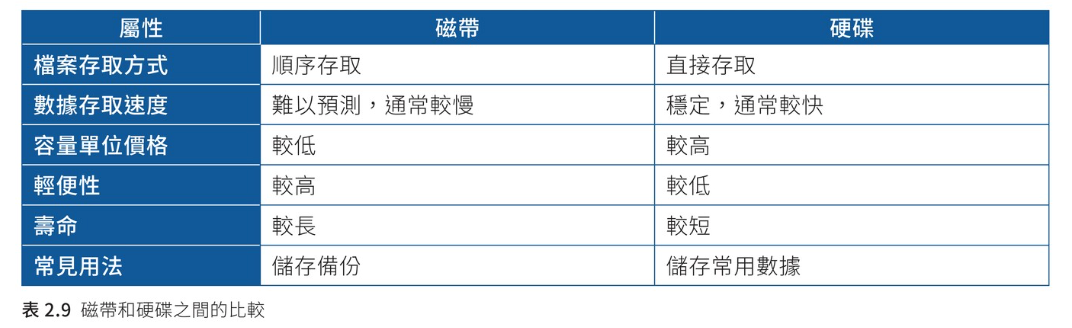 屬性 磁帶 硬碟
檔案存取方式 順序存取 直接存取
數據存取速度 難以預測，通常較慢 穩定，通常較快
容量單位價格 較低 較高
輕便性 較高 較低
壽命 較長 較短
常見用法 儲存備份 儲存常用數據
表 2.9 磁帶和硬碟之間的比較